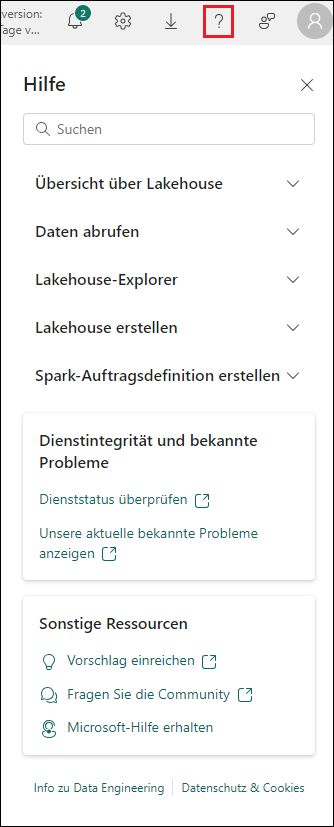 version:
Tage v...
2
Hilfe
Suchen
Übersicht über Lakehouse
Daten abrufen
Lakehouse-Explorer
Lakehouse erstellen
Spark-Auftragsdefinition erstellen
Dienstintegrität und bekannte
Probleme
Dienststatus überprüfen
Unsere aktuelle bekannte Probleme
anzeigen
Sonstige Ressourcen
Vorschlag einreichen
Fragen Sie die Community
Microsoft-Hilfe erhalten
Info zu Data Engineering | Datenschutz & Cookies